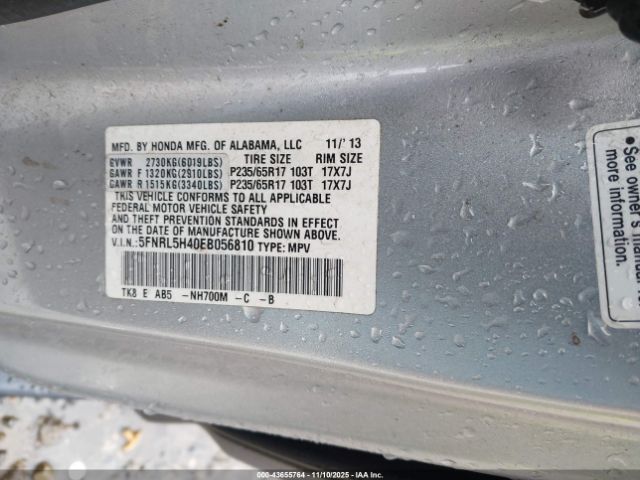 MFD. BY HONDA MFG. OF ALABAMA, LLC 11/'13
GVWR 2730KG(6019LBS) TIRE SIZE RIM SIZE
GAWR F 1320KG(2910LBS) P235/65R17 103T 17X7J
GAWR R 1515KG(3340LBS) P235/65R17 103T 17X7J
THIS VEHICLE CONFORMS TO ALL APPLICABLE
FEDERAL MOTOR VEHICLE SAFETY, BUMPER,
AND THEFT PREVENTION STANDARDS IN EFFECT
ON THE DATE OF MANUFACTURE SHOWN ABOVE.
V.I.N.: 5FNRL5H40EB056810 TYPE: MPV
TK8 E AB5 -NH700M -C -B
See owner's
more
information.
000-43655764 - 11/10/2025 - IAAI.com